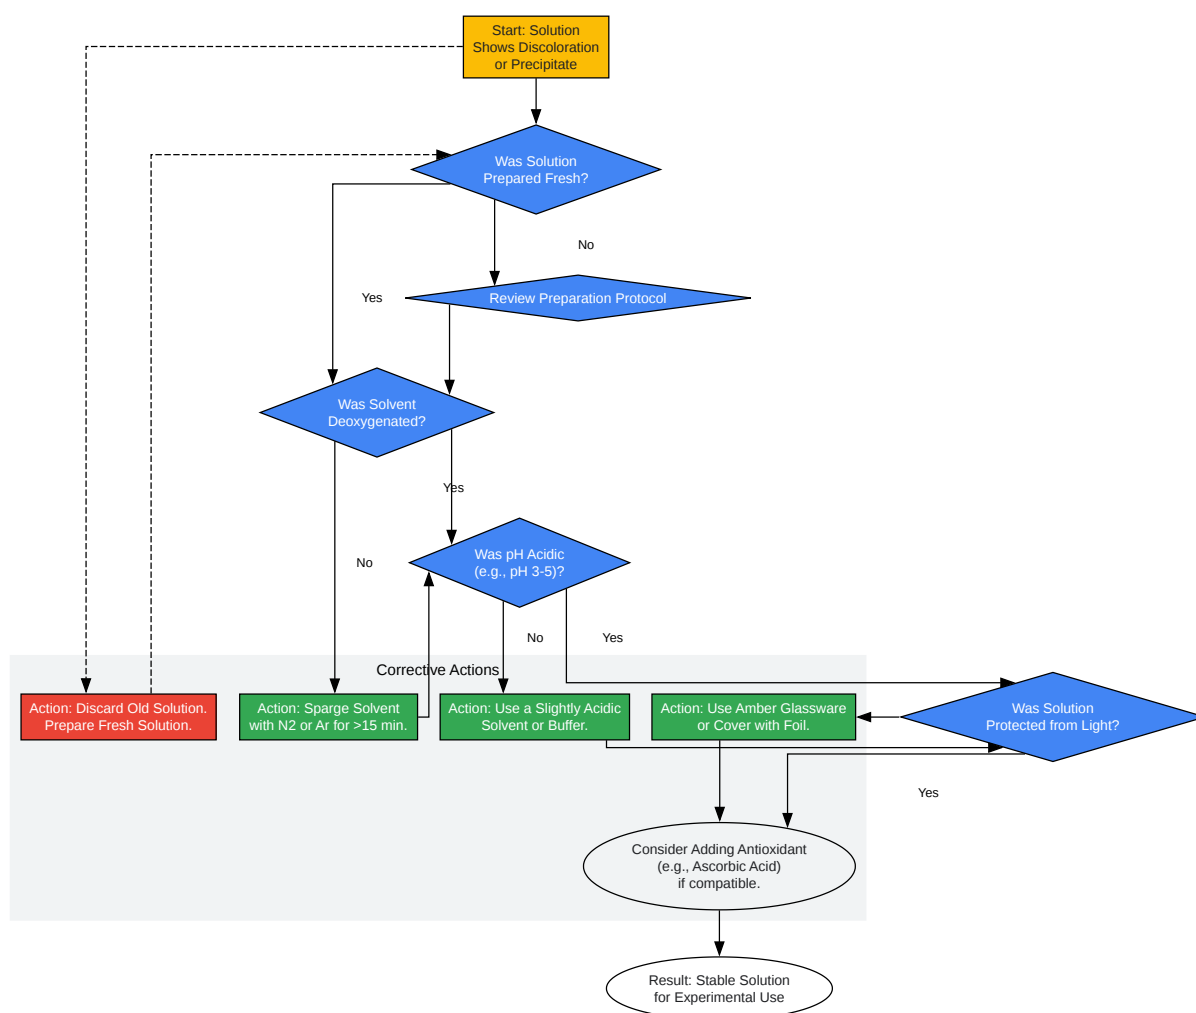 Start: Solution
Shows Discoloration
or Precipitate
Was Solution
Prepared Fresh?
No
Yes
Review Preparation Protocol
Was Solvent
Deoxygenated?
Yes
No
Was pH Acidic
(e.g., pH 3-5)?
No
Yes
Corrective Actions
Action: Discard Old Solution.
Prepare Fresh Solution.
Action: Sparge Solvent
with N2 or Ar for >15 min.
Action: Use a Slightly Acidic
Solvent or Buffer.
Action: Use Amber Glassware
or Cover with Foil.
Was Solution
Protected from Light?
Yes
Consider Adding Antioxidant
(e.g., Ascorbic Acid)
if compatible.
Result: Stable Solution
for Experimental Use